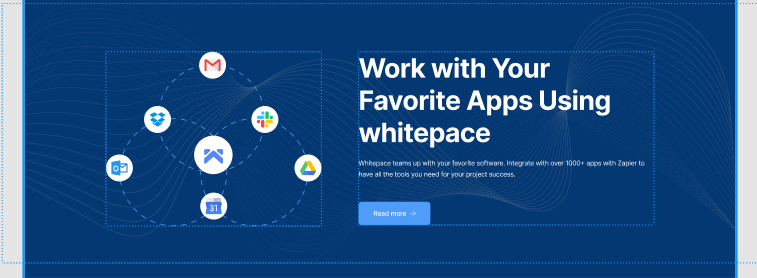 Work with Your
Favorite Apps Using
whitepace
Whitepace teams up with your favorite software. Integrate with over 1000+ apps with Zapier to
have all the tools you need for your project success.
31
Read more →